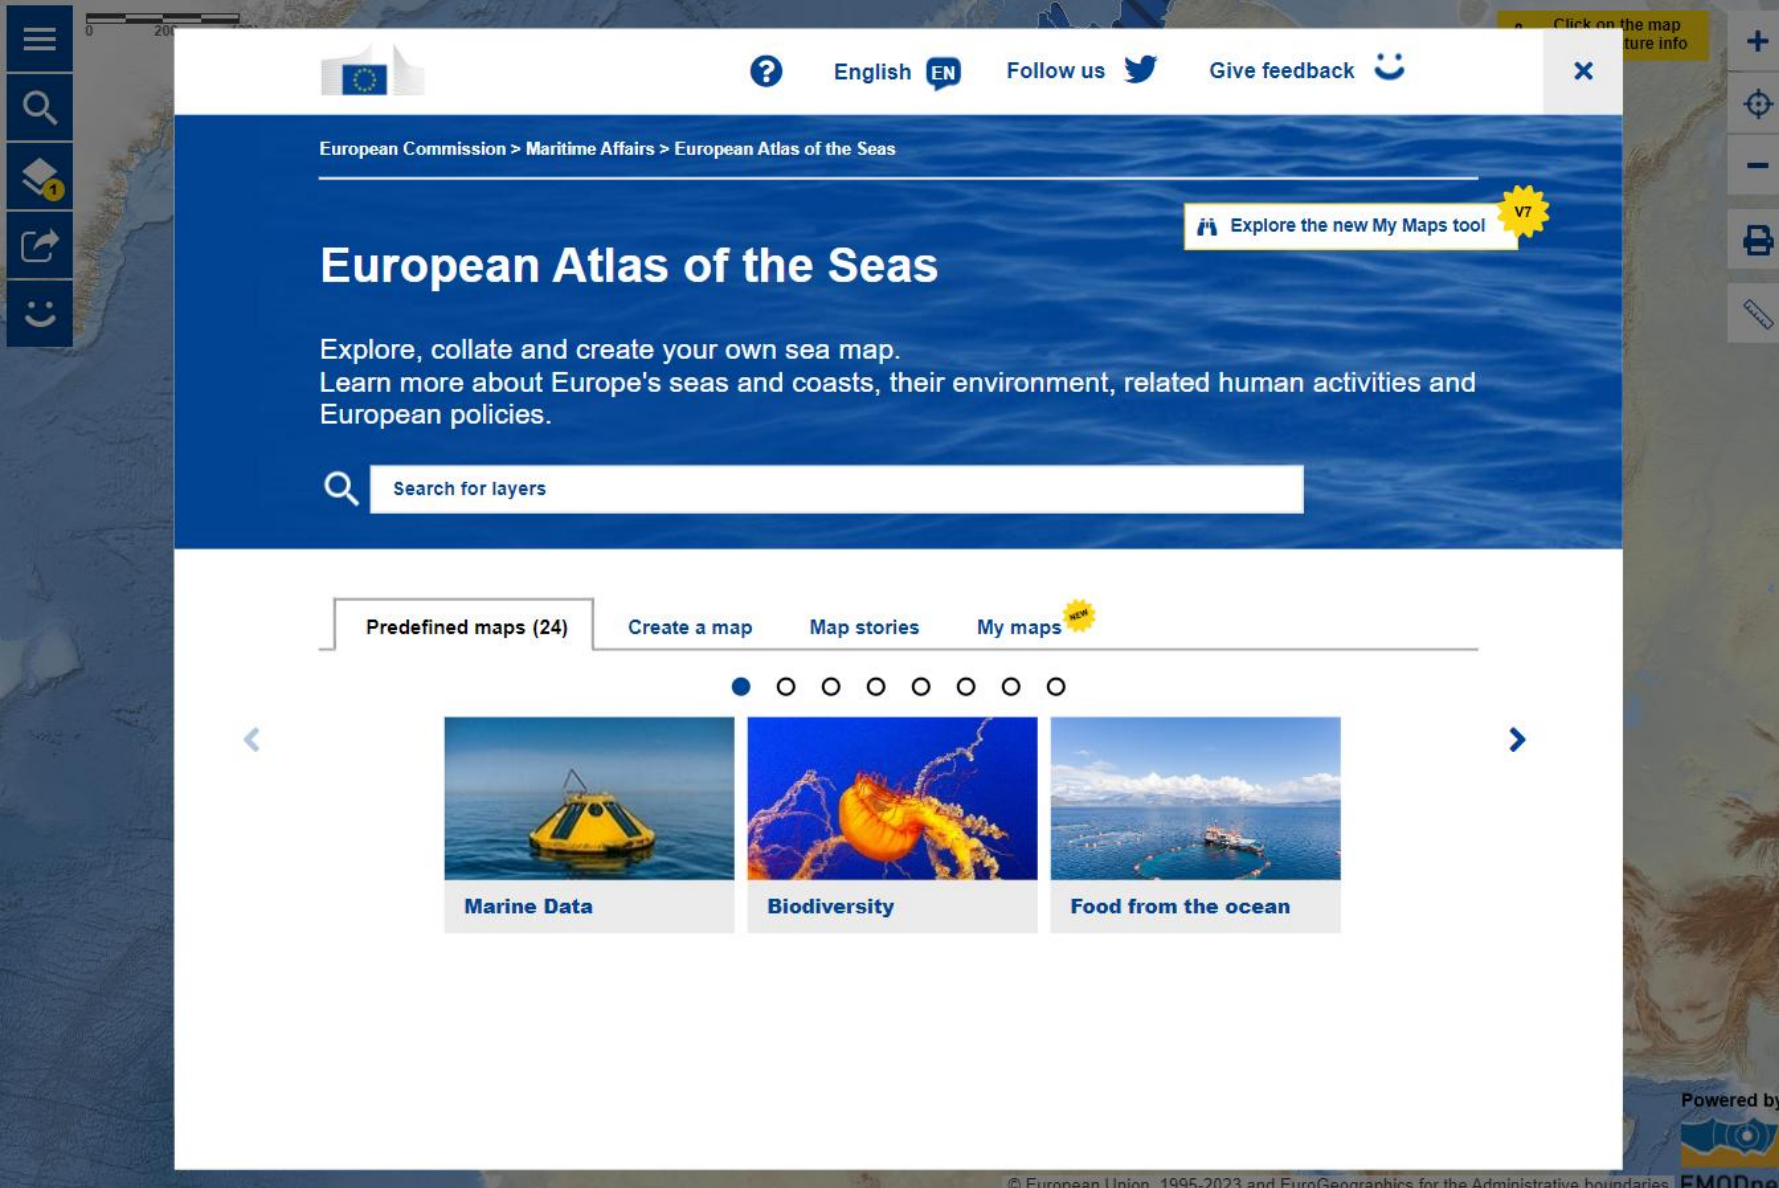 0
200
Click on the map
ture info
English EN
Follow us
Give feedback
European Commission > Maritime Affairs > European Atlas of the Seas
Explore the new My Maps tool
V7
European Atlas of the Seas
Explore, collate and create your own sea map.
Learn more about Europe's seas and coasts, their environment, related human activities and
European policies.
Search for layers
1
Predefined maps (24)
Create a map
Map stories
My maps
NEW
Marine Data
Biodiversity
Food from the ocean
Powered by
© European Union, 1995-2023 and EuroGeographics for the Administrative boundaries
EMODne